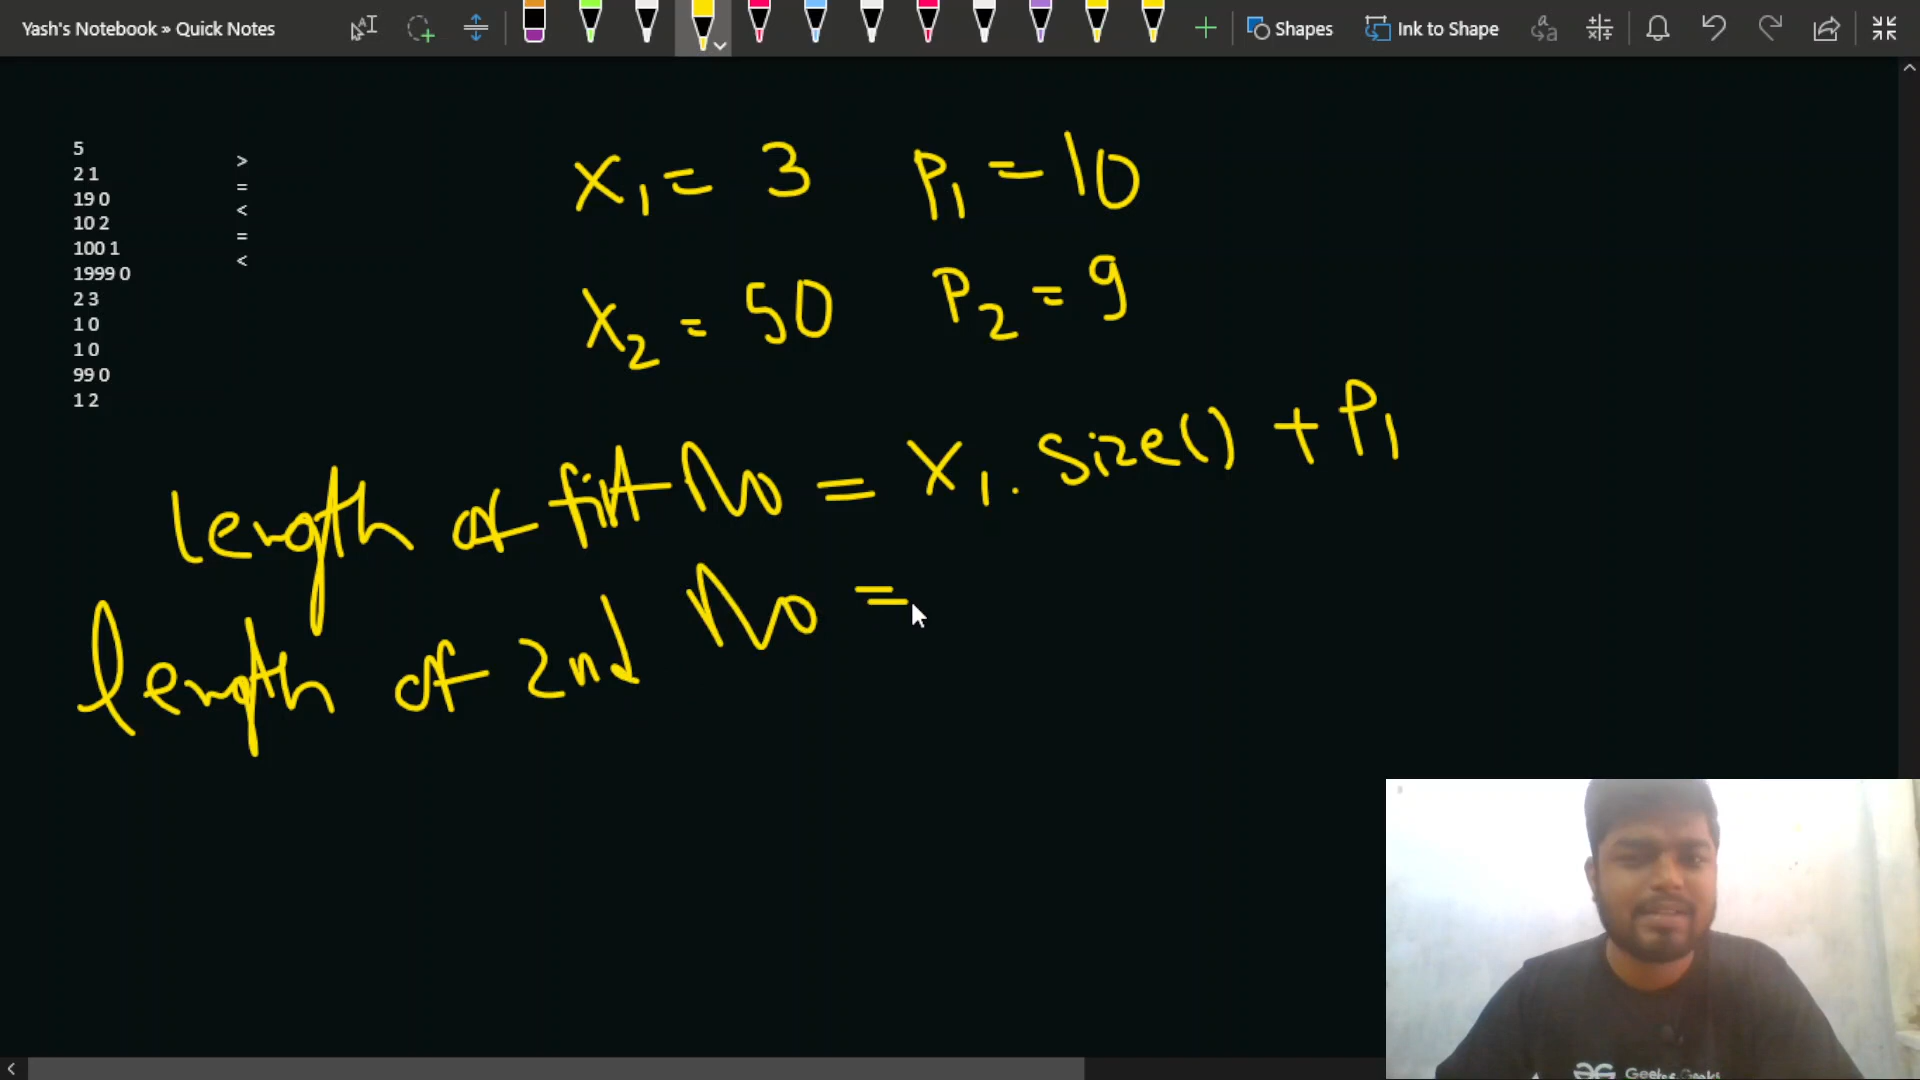 Yash's Notebook » Quick Notes
Shapes
Ink to Shape
5
2 1
19 0
10 2
100 1
1999 0
2 3
1 0
1 0
99 0
1 2
>
=
<
=
<
x1 = 3 P1 = 10
x2 = 50 P2 = 9
length of first No = X1.size() + P1
length of 2nd No =